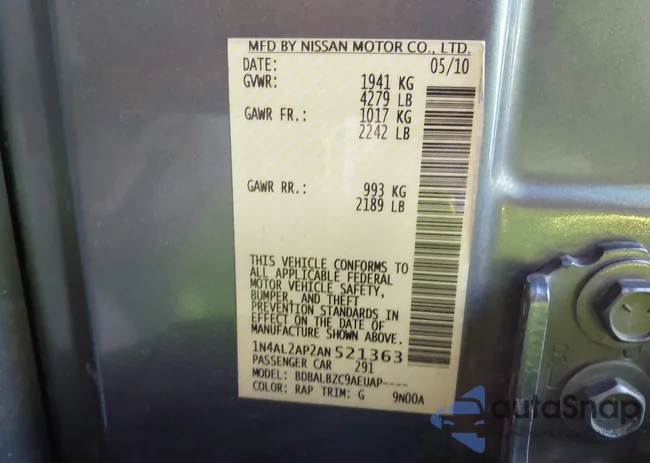 MFD BY NISSAN MOTOR CO., LTD.
DATE: 05/10
GVWR: 1941 KG
4279 LB
GAWR FR.: 1017 KG
2242 LB
GAWR RR.: 993 KG
2189 LB
THIS VEHICLE CONFORMS TO
ALL APPLICABLE FEDERAL
MOTOR VEHICLE SAFETY,
BUMPER, AND THEFT
PREVENTION STANDARDS IN
EFFECT ON THE DATE OF
MANUFACTURE SHOWN ABOVE.
1N4AL2AP2AN521363
PASSENGER CAR 291
MODEL: BDBALBZC9AEUAP----
COLOR: RAP TRIM: G 9N00A
autoSnap